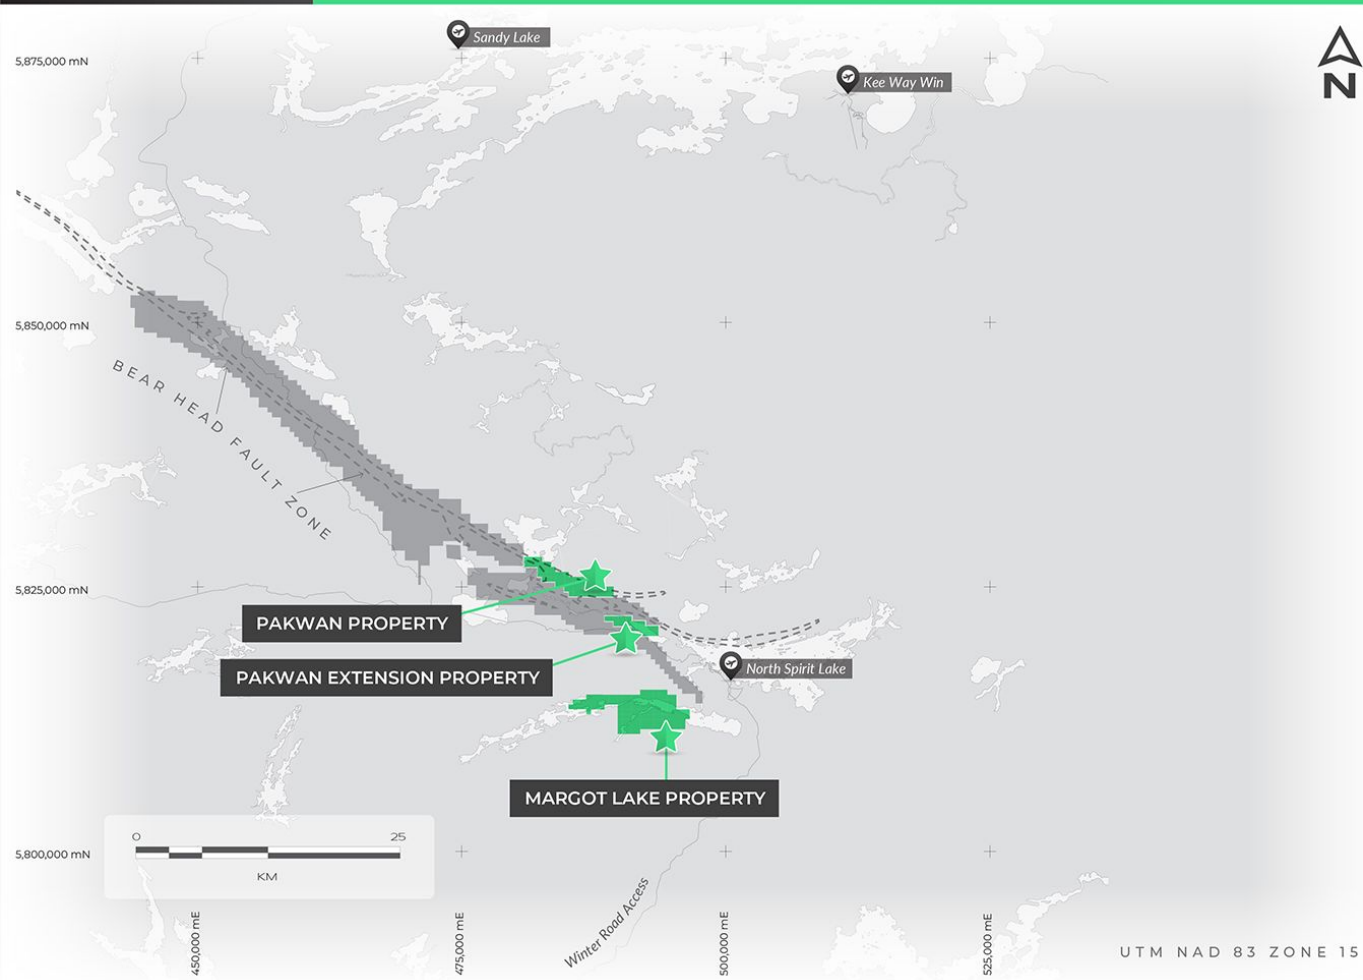 Sandy Lake
5,875,000 mN
Kee Way Win
N
5,850,000 mN
BEAR HEAD FAULT ZONE
5,825,000 mN
PAKWAN PROPERTY
PAKWAN EXTENSION PROPERTY
North Spirit Lake
MARGOT LAKE PROPERTY
0 25
KM
5,800,000 mN
Winter Road Access
450,000 mE
475,000 mE
500,000 mE
525,000 mE
UTM NAD 83 ZONE 15